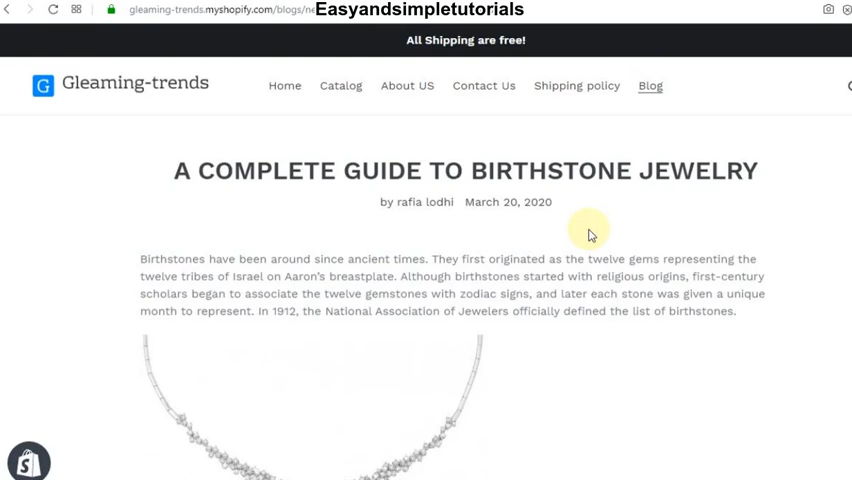 gleaming-trends.myshopify.com/blogs/ne
Easyandsimpletutorials
All Shipping are free!
G Gleaming-trends Home Catalog About US Contact Us Shipping policy Blog
A COMPLETE GUIDE TO BIRTHSTONE JEWELRY
by rafia lodhi March 20, 2020
Birthstones have been around since ancient times. They first originated as the twelve gems representing the
twelve tribes of Israel on Aaron's breastplate. Although birthstones started with religious origins, first-century
scholars began to associate the twelve gemstones with zodiac signs, and later each stone was given a unique
month to represent. In 1912, the National Association of Jewelers officially defined the list of birthstones.